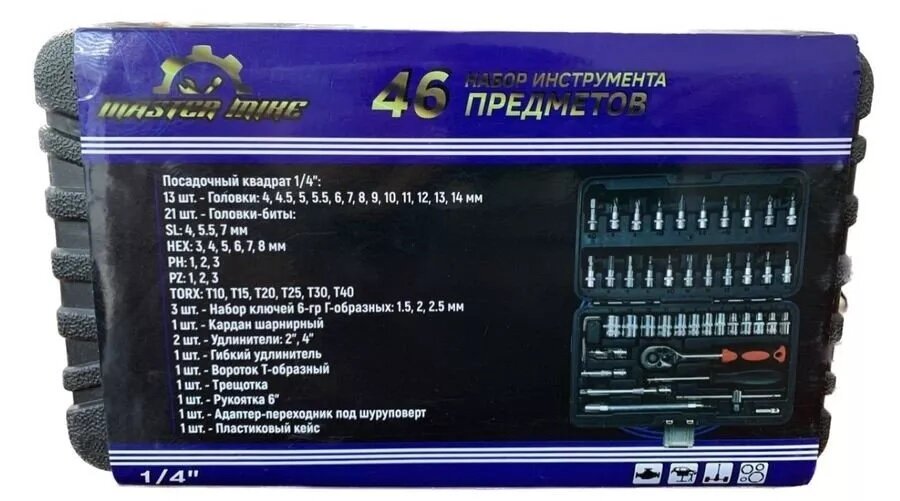 MASTER MIKE
46
НАБОР ИНСТРУМЕНТА
ПРЕДМЕТОВ
Посадочный квадрат 1/4":
13 шт. - Головки: 4, 4.5, 5, 5.5, 6, 7, 8, 9, 10, 11, 12, 13, 14 мм
21 шт. - Головки-биты:
SL: 4, 5.5, 7 мм
HEX: 3, 4, 5, 6, 7, 8 мм
PH: 1, 2, 3
PZ: 1, 2, 3
TORX: T10, T15, T20, T25, T30, T40
3 шт. - Набор ключей 6-гр Г-образных: 1.5, 2, 2.5 мм
1 шт. - Кардан шарнирный
2 шт. - Удлинители: 2", 4"
1 шт. - Гибкий удлинитель
1 шт. - Вороток Т-образный
1 шт. - Трещотка
1 шт. - Рукоятка 6"
1 шт. - Адаптер-переходник под шуруповерт
1 шт. - Пластиковый кейс
1/4"